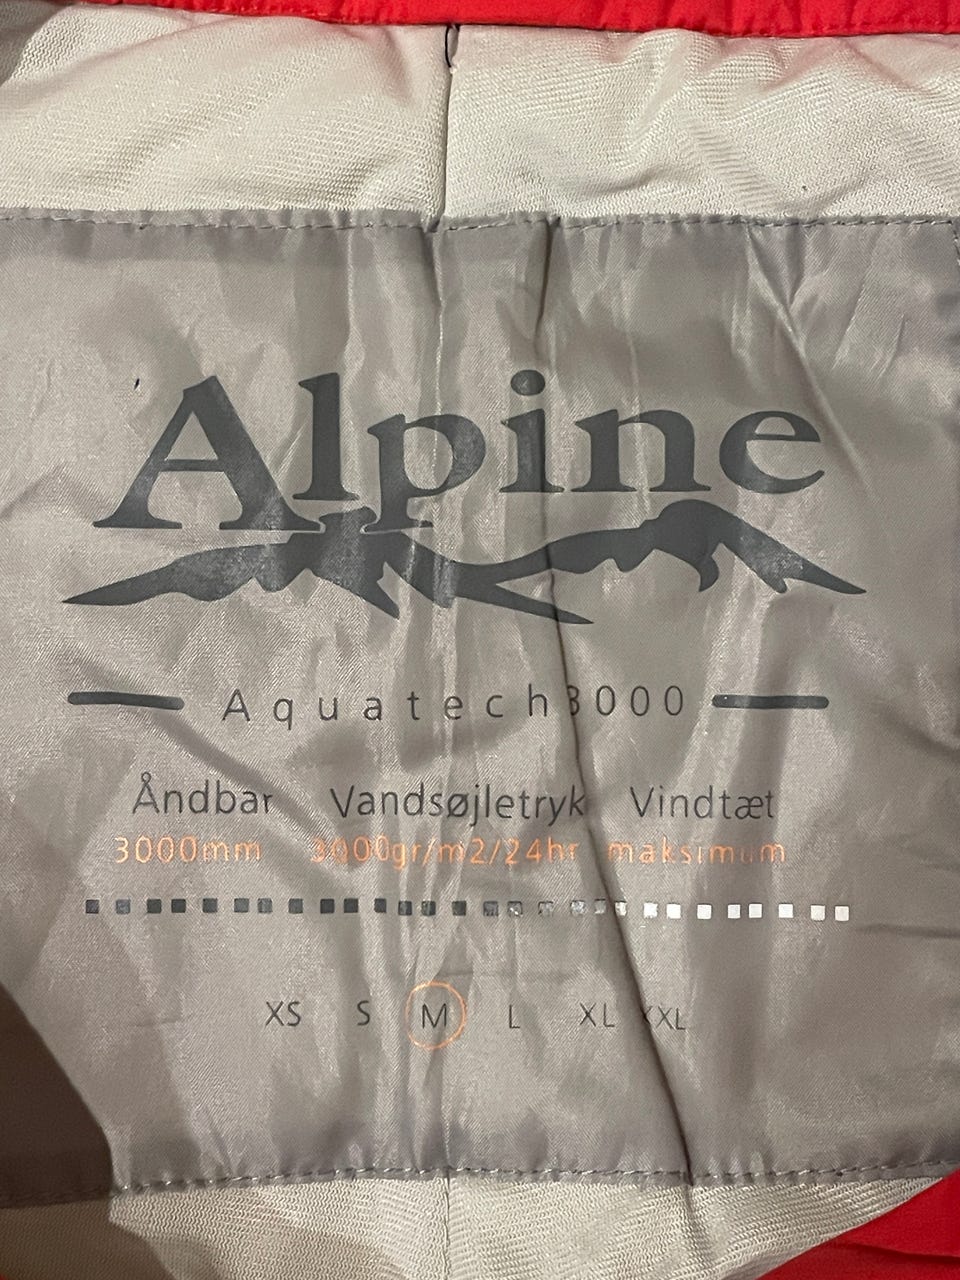 Alpine
Aquatech3000
Åndbar Vandsøjletryk Vindtæt
3000mm 3000gr/m2/24hr maksimum
XS S M L XL XXL